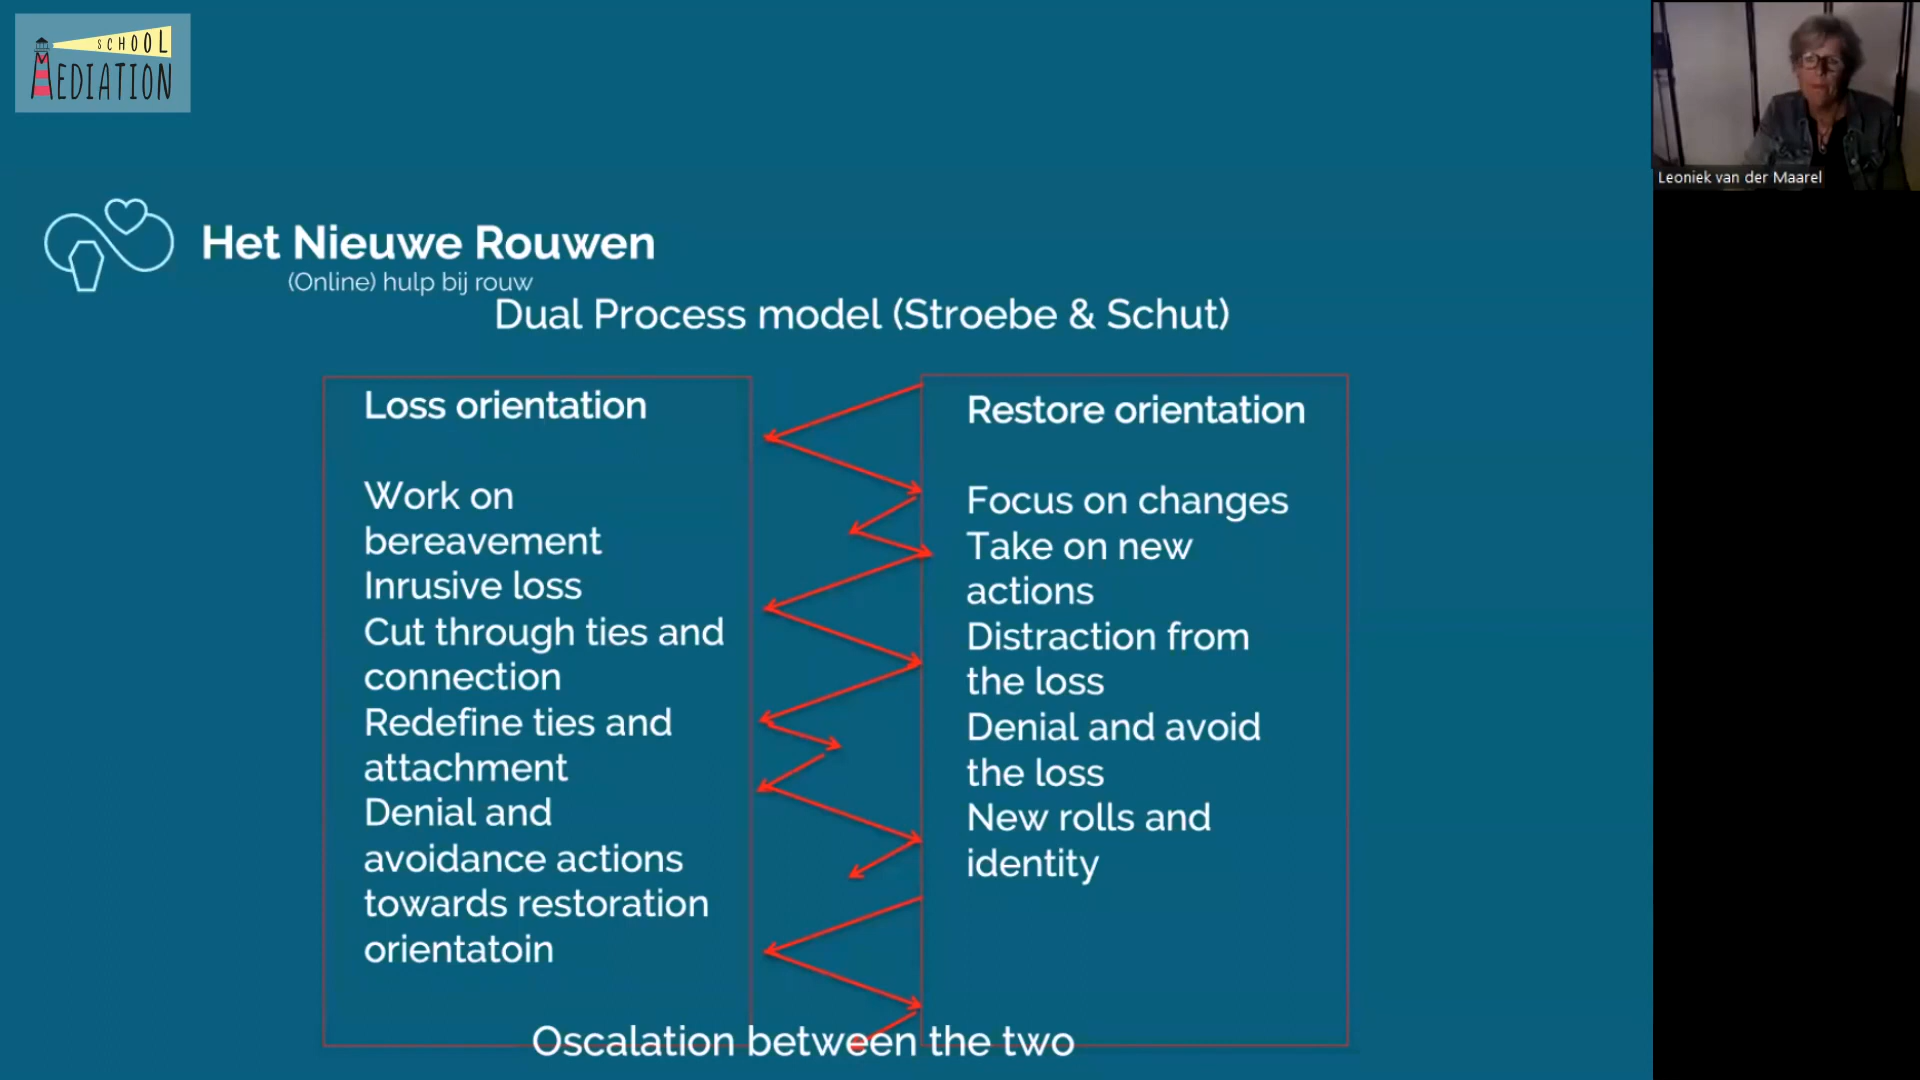 SCHOOL
MEDIATION
Leoniek van der Maarel
Het Nieuwe Rouwen
(Online) hulp bij rouw
Dual Process model (Stroebe & Schut)
Loss orientation
Work on
bereavement
Inrusive loss
Cut through ties and
connection
Redefine ties and
attachment
Denial and
avoidance actions
towards restoration
orientatoin
Restore orientation
Focus on changes
Take on new
actions
Distraction from
the loss
Denial and avoid
the loss
New rolls and
identity
Oscalation between the two